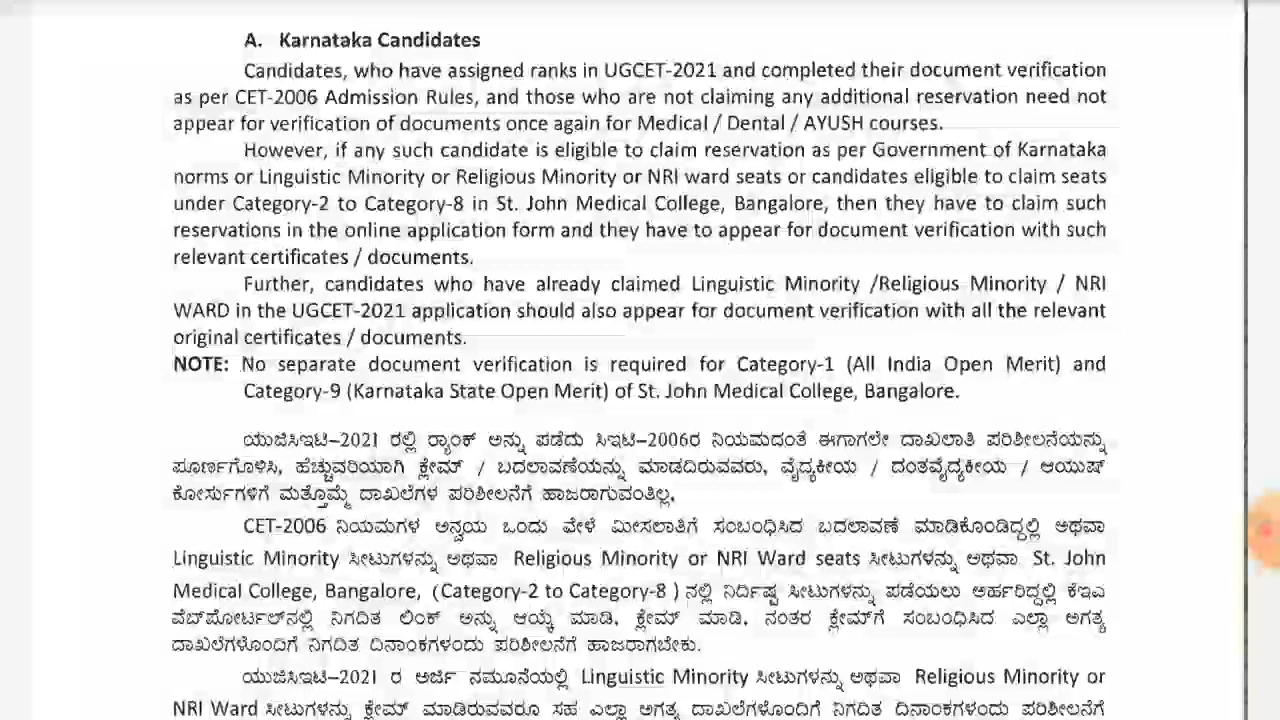 A. Karnataka Candidates
Candidates, who have assigned ranks in UGCET-2021 and completed their document verification
as per CET-2006 Admission Rules, and those who are not claiming any additional reservation need not
appear for verification of documents once again for Medical / Dental / AYUSH courses.
However, if any such candidate is eligible to claim reservation as per Government of Karnataka
norms or Linguistic Minority or Religious Minority or NRI ward seats or candidates eligible to claim seats
under Category-2 to Category-8 in St. John Medical College, Bangalore, then they have to claim such
reservations in the online application form and they have to appear for document verification with such
relevant certificates / documents.
Further, candidates who have already claimed Linguistic Minority /Religious Minority / NRI
WARD in the UGCET-2021 application should also appear for document verification with all the relevant
original certificates / documents.
NOTE: No separate document verification is required for Category-1 (All India Open Merit) and
Category-9 (Karnataka State Open Merit) of St. John Medical College, Bangalore.
ಯುಜಿಸಿಇಟಿ–2021 ರಲ್ಲಿ ರ‍್ಯಾಂಕ್ ಅನ್ನು ಪಡೆದು ಸಿಇಟಿ–2006ರ ನಿಯಮದಂತೆ ಈಗಾಗಲೇ ದಾಖಲಾತಿ ಪರಿಶೀಲನೆಯನ್ನು
ಪೂರ್ಣಗೊಳಿಸಿ, ಹೆಚ್ಚುವರಿಯಾಗಿ ಕ್ಲೇಮ್ / ಬದಲಾವಣೆಯನ್ನು ಮಾಡದಿರುವವರು, ವೈದ್ಯಕೀಯ / ದಂತವೈದ್ಯಕೀಯ / ಆಯುಷ್
ಕೋರ್ಸುಗಳಿಗೆ ಮತ್ತೊಮ್ಮೆ ದಾಖಲೆಗಳ ಪರಿಶೀಲನೆಗೆ ಹಾಜರಾಗುವಂತಿಲ್ಲ.
CET-2006 ನಿಯಮಗಳ ಅನ್ವಯ ಒಂದು ವೇಳೆ ಮೀಸಲಾತಿಗೆ ಸಂಬಂಧಿಸಿದ ಬದಲಾವಣೆ ಮಾಡಿಕೊಂಡಿದ್ದಲ್ಲಿ ಅಥವಾ
Linguistic Minority ಸೀಟುಗಳನ್ನು ಅಥವಾ Religious Minority or NRI Ward seats ಸೀಟುಗಳನ್ನು ಅಥವಾ St. John
Medical College, Bangalore, (Category-2 to Category-8 ) ನಲ್ಲಿ ನಿರ್ದಿಷ್ಟ ಸೀಟುಗಳನ್ನು ಪಡೆಯಲು ಅರ್ಹರಿದ್ದಲ್ಲಿ ಕೆಇಎ
ವೆಬ್‌ಪೋರ್ಟಲ್‌ನಲ್ಲಿ ನಿಗದಿತ ಲಿಂಕ್ ಅನ್ನು ಆಯ್ಕೆ ಮಾಡಿ, ಕ್ಲೇಮ್ ಮಾಡಿ, ನಂತರ ಕ್ಲೇಮ್‌ಗೆ ಸಂಬಂಧಿಸಿದ ಎಲ್ಲಾ ಅಗತ್ಯ
ದಾಖಲೆಗಳೊಂದಿಗೆ ನಿಗದಿತ ದಿನಾಂಕಗಳಂದು ಪರಿಶೀಲನೆಗೆ ಹಾಜರಾಗಬೇಕು.
ಯುಜಿಸಿಇಟಿ–2021 ರ ಅರ್ಜಿ ನಮೂನೆಯಲ್ಲಿ Linguistic Minority ಸೀಟುಗಳನ್ನು ಅಥವಾ Religious Minority or
NRI Ward ಸೀಟುಗಳನ್ನು ಕ್ಲೇಮ್ ಮಾಡಿರುವವರೂ ಸಹ ಎಲ್ಲಾ ಅಗತ್ಯ ದಾಖಲೆಗಳೊಂದಿಗೆ ನಿಗದಿತ ದಿನಾಂಕಗಳಂದು ಪರಿಶೀಲನೆಗೆ